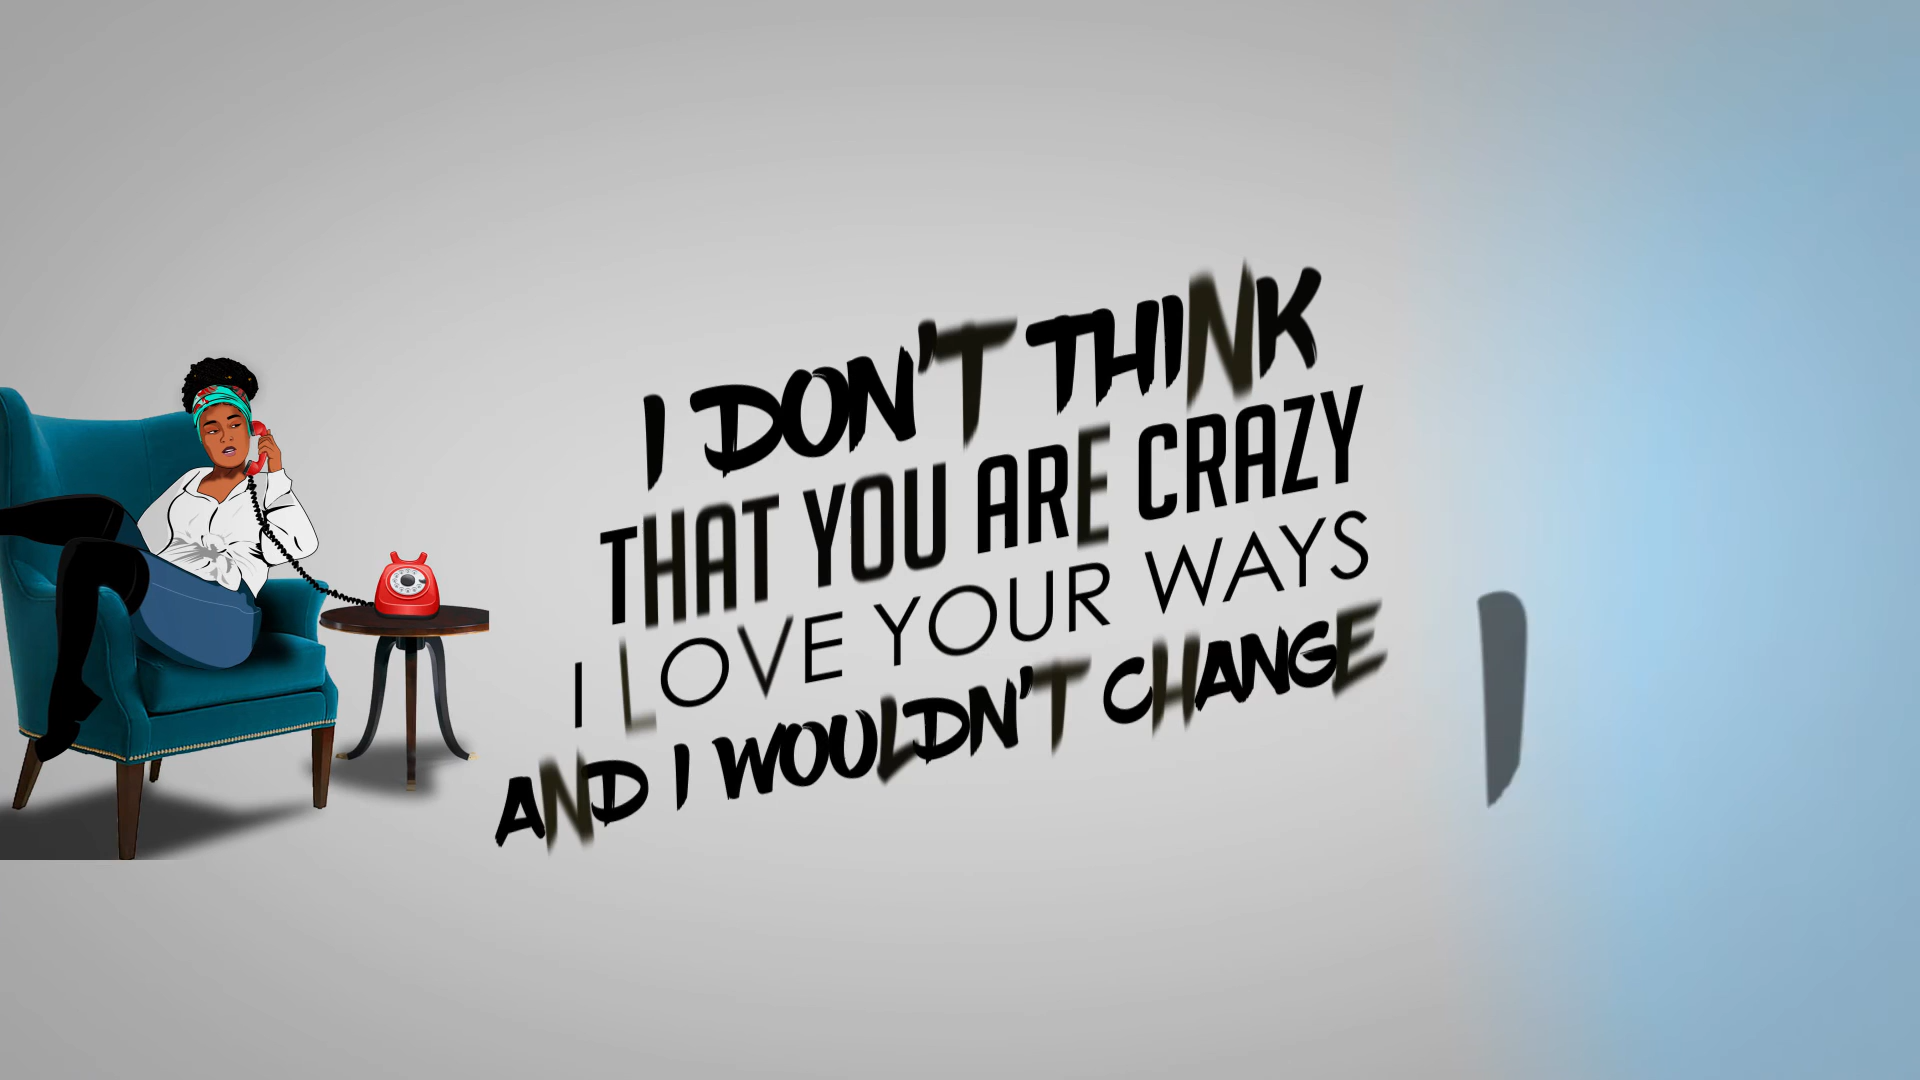 I DON'T THINK
THAT YOU ARE CRAZY
I LOVE YOUR WAYS
AND I WOULDN'T CHANGE
I